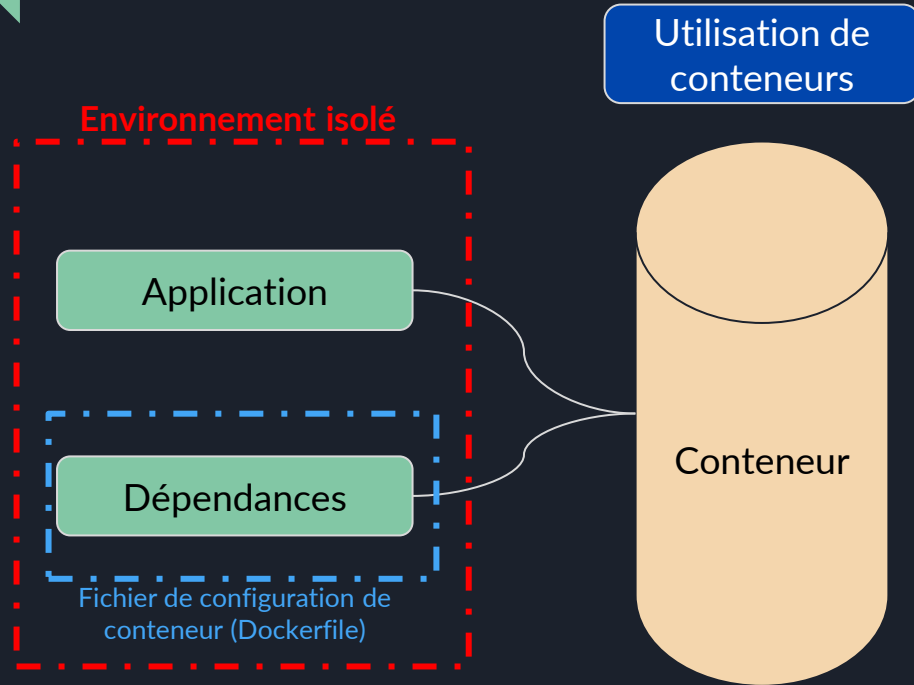 Utilisation de
conteneurs
Environnement isolé
Application
Dépendances
Conteneur
Fichier de configuration de
conteneur (Dockerfile)